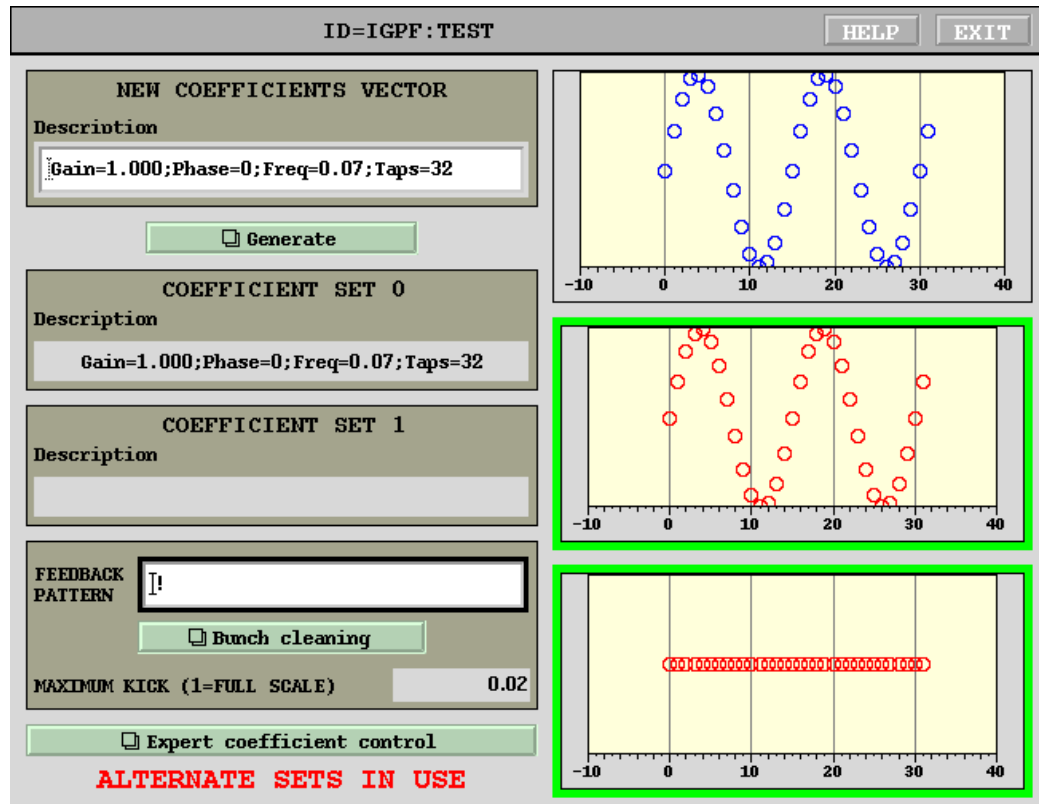 ID=IGPF:TEST
HELP
EXIT
NEW COEFFICIENTS VECTOR
Description
Gain=1.000;Phase=0;Freq=0.07;Taps=32
Generate
-10 0 10 20 30 40
COEFFICIENT SET 0
Description
Gain=1.000;Phase=0;Freq=0.07;Taps=32
-10 0 10 20 30 40
COEFFICIENT SET 1
Description
FEEDBACK
PATTERN
!
Bunch cleaning
MAXIMUM KICK (1=FULL SCALE) 0.02
Expert coefficient control
ALTERNATE SETS IN USE
-10 0 10 20 30 40